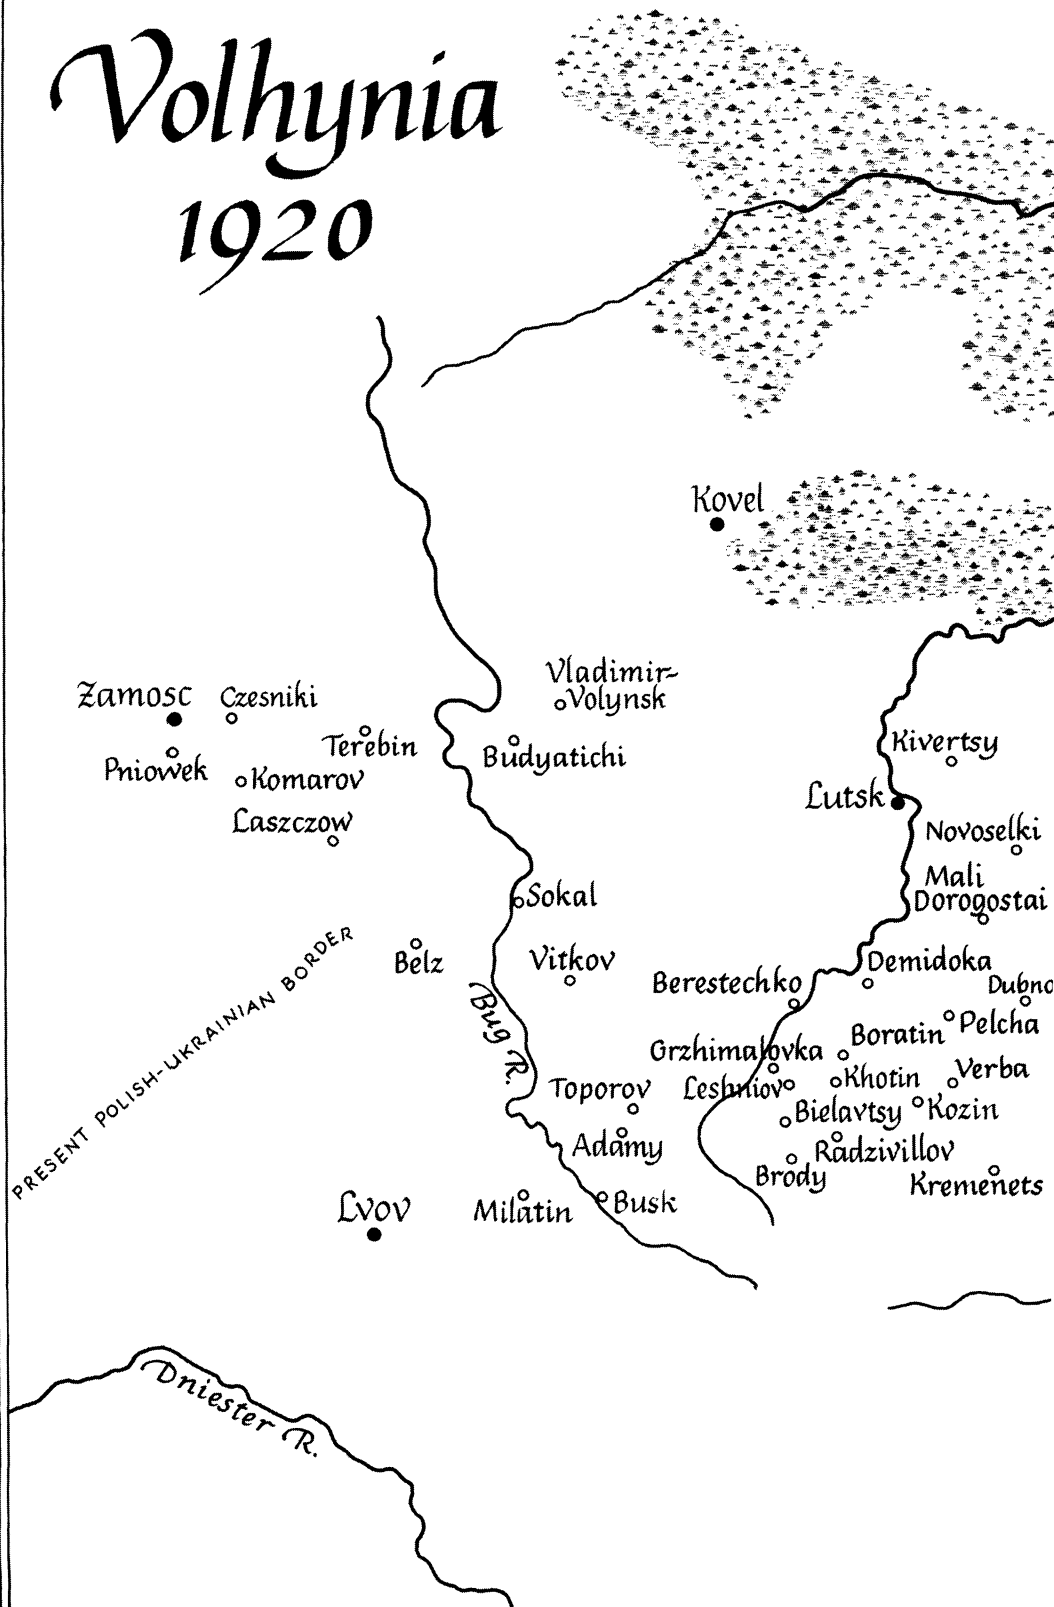 Volhynia
1920
Kovel
Vladimir-
Volynsk
Zamosc
Czesniki
Terebin
Budyatichi
Kivertsy
Pniowek
Komarov
Lutsk
Laszczow
Novoselki
Mali
Dorogostai
Sokal
PRESENT POLISH-UKRAINIAN BORDER
Belz
Vitkov
Demidoka
Berestechko
Dubno
Bug R.
Boratin
Pelcha
Grzhimalovka
Khotin
Verba
Toporov
Leshniov
Bielavtsy
Kozin
Adamy
Radzivillov
Brody
Kremenets
Lvov
Milatin
Busk
Dniester R.